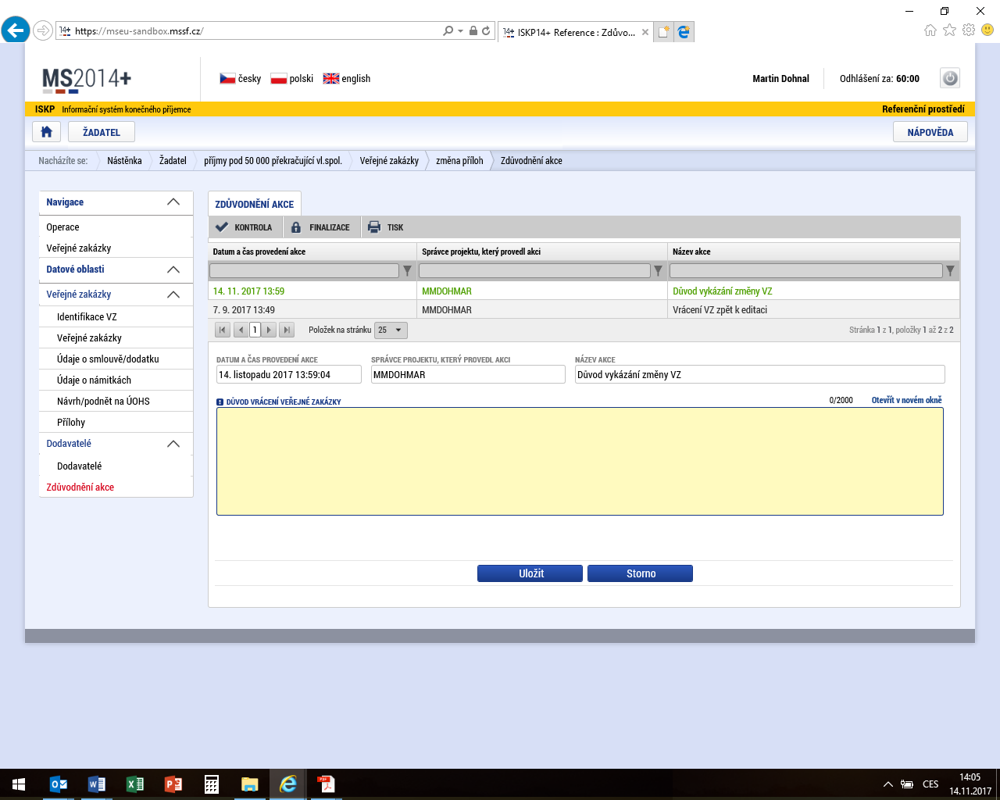 https://mseu-sandbox.mssf.cz/
14+ ISKP14+ Reference : Zdůvo...
MS2014+
česky polski english
Martin Dohnal
Odhlášení za: 60:00
ISKP Informační systém konečného příjemce
Referenční prostředí
ŽADATEL
NÁPOVĚDA
Nacházíte se: Nástěnka Žadatel příjmy pod 50 000 překračující vl.spol. Veřejné zakázky změna příloh Zdůvodnění akce
Navigace
Operace
Veřejné zakázky
Datové oblasti
Veřejné zakázky
Identifikace VZ
Veřejné zakázky
Údaje o smlouvě/dodatku
Údaje o námitkách
Návrh/podnět na ÚOHS
Přílohy
Dodavatelé
Dodavatelé
Zdůvodnění akce
ZDŮVODNĚNÍ AKCE
KONTROLA FINALIZACE TISK
Datum a čas provedení akce Správce projektu, který provedl akci Název akce
14. 11. 2017 13:59 MMDOHMAR Důvod vykázání změny VZ
7. 9. 2017 13:49 MMDOHMAR Vrácení VZ zpět k editaci
1 Položek na stránku 25 Stránka 1 z 1, položky 1 až 2 z 2
DATUM A ČAS PROVEDENÍ AKCE SPRÁVCE PROJEKTU, KTERÝ PROVEDL AKCI NÁZEV AKCE
14. listopadu 2017 13:59:04 MMDOHMAR Důvod vykázání změny VZ
DŮVOD VRÁCENÍ VEŘEJNÉ ZAKÁZKY 0/2000 Otevřít v novém okně
Uložit Storno
CES
14:05
14.11.2017